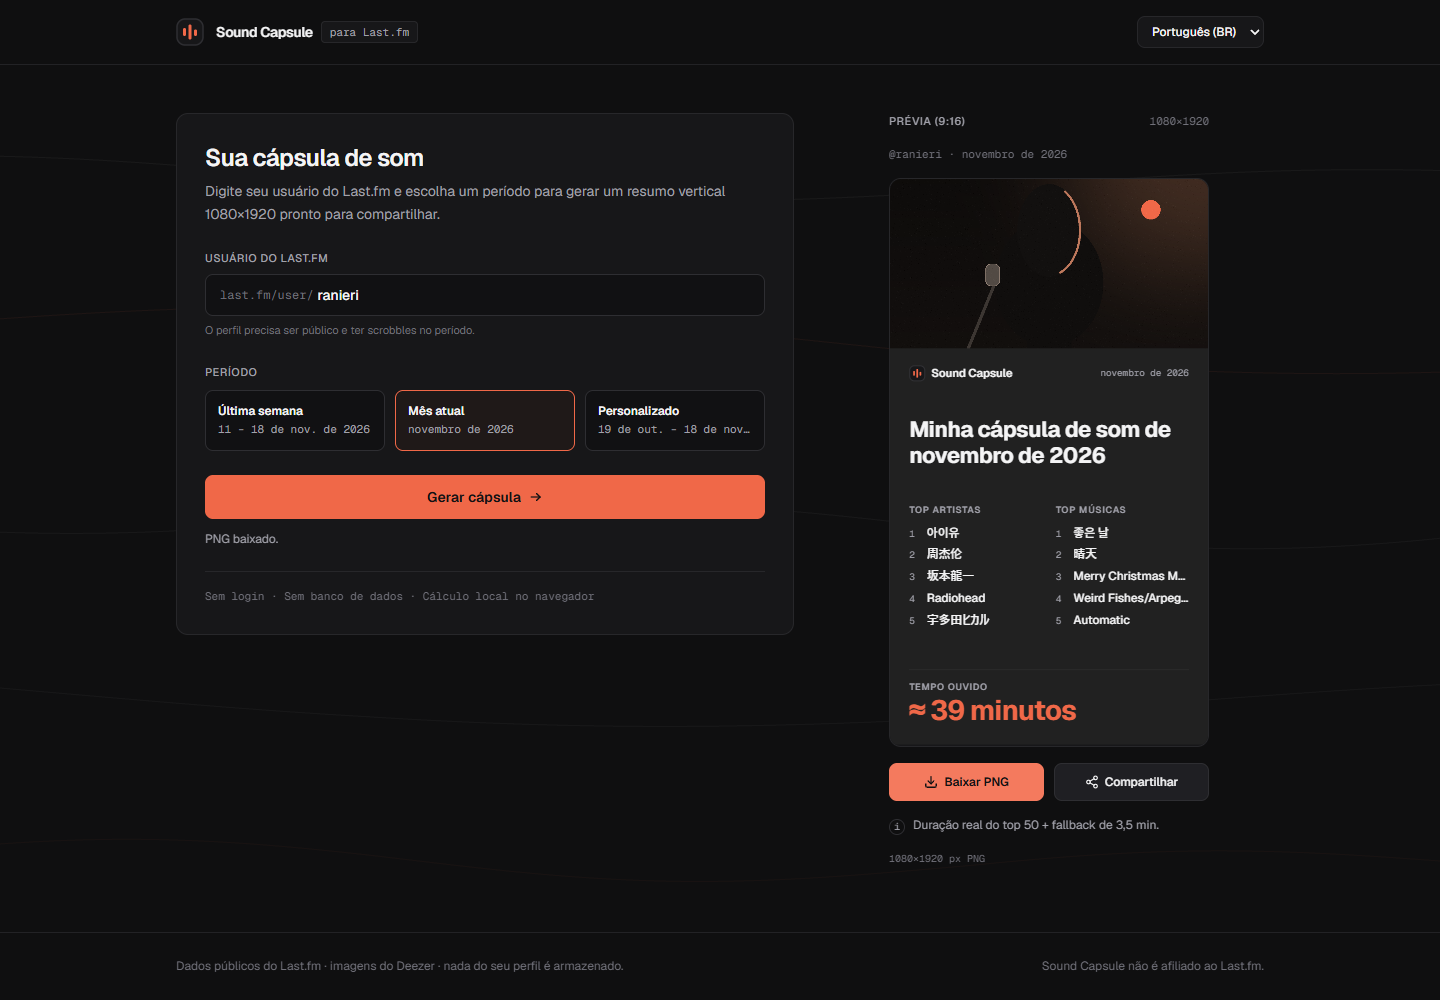 Sound Capsule para Last.fm
Português (BR)
Sua cápsula de som
Digite seu usuário do Last.fm e escolha um período para gerar um resumo vertical
1080×1920 pronto para compartilhar.
USUÁRIO DO LAST.FM
last.fm/user/ ranieri
O perfil precisa ser público e ter scrobbles no período.
PERÍODO
Última semana
11 – 18 de nov. de 2026
Mês atual
novembro de 2026
Personalizado
19 de out. – 18 de nov…
Gerar cápsula →
PNG baixado.
Sem login · Sem banco de dados · Cálculo local no navegador
PRÉVIA (9:16)
1080×1920
@ranieri · novembro de 2026
Sound Capsule
novembro de 2026
Minha cápsula de som de
novembro de 2026
TOP ARTISTAS
1 아이유
2 周杰伦
3 坂本龍一
4 Radiohead
5 宇多田ヒカル
TOP MÚSICAS
1 좋은 날
2 晴天
3 Merry Christmas M…
4 Weird Fishes/Arpeg…
5 Automatic
TEMPO OUVIDO
≈ 39 minutos
Baixar PNG
Compartilhar
i Duração real do top 50 + fallback de 3,5 min.
1080×1920 px PNG
Dados públicos do Last.fm · imagens do Deezer · nada do seu perfil é armazenado.
Sound Capsule não é afiliado ao Last.fm.